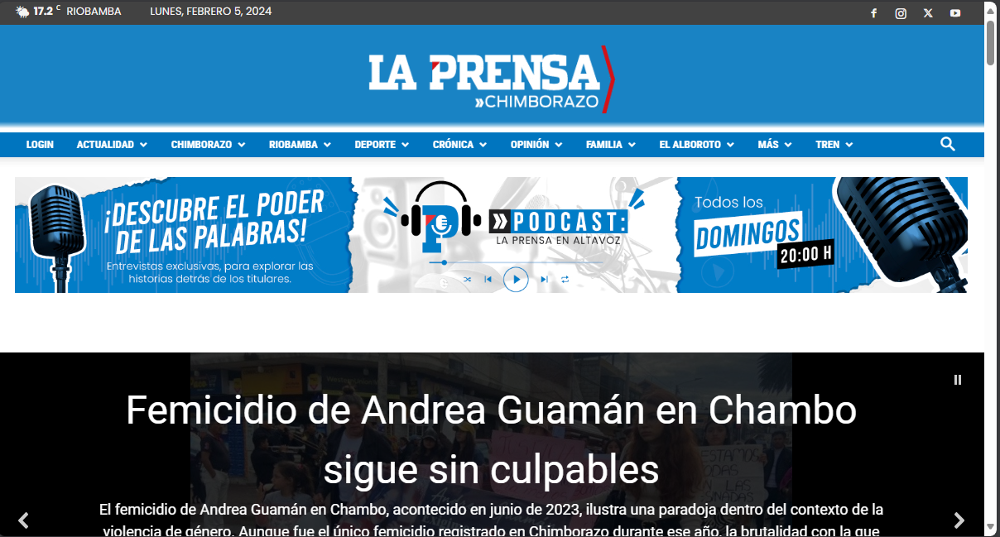 17.2 C RIOBAMBA LUNES, FEBRERO 5, 2024
LA PRENSA
»CHIMBORAZO
LOGIN ACTUALIDAD CHIMBORAZO RIOBAMBA DEPORTE CRÓNICA OPINIÓN FAMILIA EL ALBOROTO MÁS TREN
¡DESCUBRE EL PODER
DE LAS PALABRAS!
Entrevistas exclusivas, para explorar las
historias detrás de los titulares.
P
» PODCAST:
LA PRENSA EN ALTAVOZ
Todos los
DOMINGOS
20:00 H
Femicidio de Andrea Guamán en Chambo
sigue sin culpables
El femicidio de Andrea Guamán en Chambo, acontecido en junio de 2023, ilustra una paradoja dentro del contexto de la
violencia de género. Aunque fue el único femicidio registrado en Chimborazo durante ese año, la brutalidad con la que
ESTAMOS
TODAS